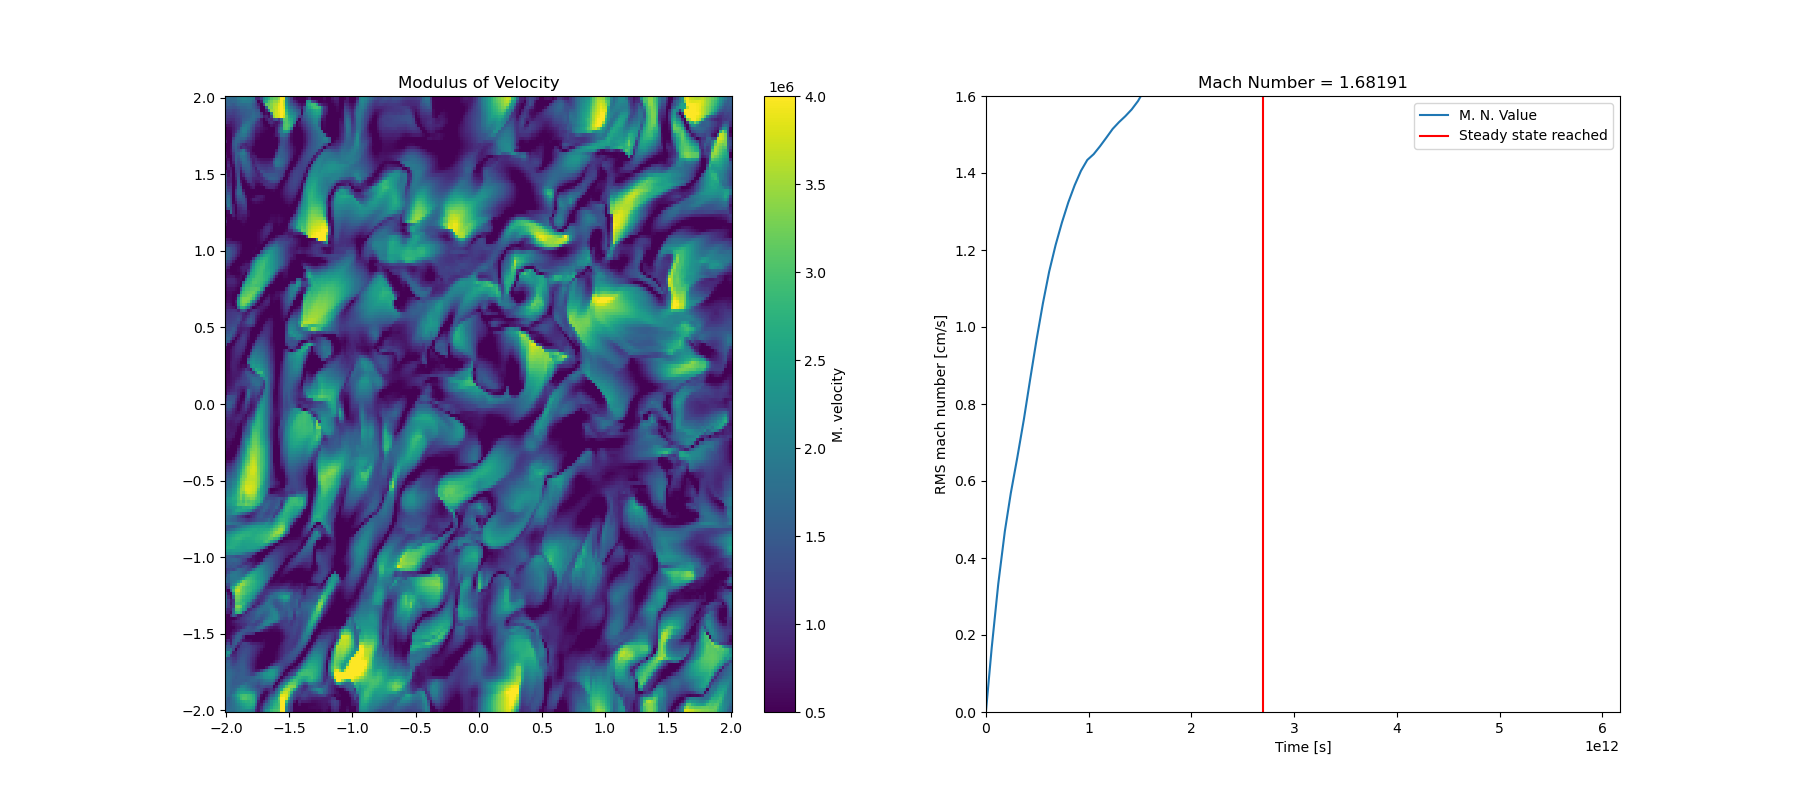 Modulus of Velocity
1e6
2.0
1.5
1.0
0.5
0.0
−0.5
−1.0
−1.5
−2.0
−2.0 −1.5 −1.0 −0.5 0.0 0.5 1.0 1.5 2.0
4.0
3.5
3.0
2.5
2.0
1.5
1.0
0.5
M. velocity
Mach Number = 1.68191
M. N. Value
Steady state reached
RMS mach number [cm/s]
1.6
1.4
1.2
1.0
0.8
0.6
0.4
0.2
0.0
0 1 2 3 4 5 6
Time [s]
1e12